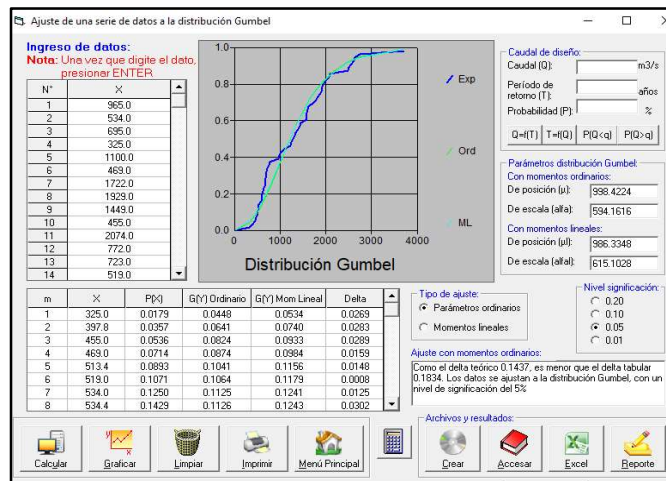 Ajuste de una serie de datos a la distribución Gumbel
Ingreso de datos:
Nota: Una vez que digite el dato,
presionar ENTER
N° X
1 965.0
2 534.0
3 695.0
4 325.0
5 1100.0
6 469.0
7 1722.0
8 1929.0
9 1449.0
10 455.0
11 2074.0
12 772.0
13 723.0
14 519.0
1.0
0.8
0.6
0.4
0.2
0.0
0 1000 2000 3000 4000
Exp
Ord
ML
Distribución Gumbel
Caudal de diseño:
Caudal (Q): m3/s
Período de
retorno (T): años
Probabilidad (P): %
Q=f(T) T=f(Q) P(Q<q) P(Q>q)
Parámetros distribución Gumbel:
Con momentos ordinarios:
De posición (µ): 998.4224
De escala (alfa): 594.1616
Con momentos lineales:
De posición (µl): 986.3348
De escala (alfal): 615.1028
m X P(X) G(Y) Ordinario G(Y) Mom Lineal Delta
1 325.0 0.0179 0.0448 0.0534 0.0269
2 397.8 0.0357 0.0641 0.0740 0.0283
3 455.0 0.0536 0.0824 0.0933 0.0289
4 469.0 0.0714 0.0874 0.0984 0.0159
5 513.4 0.0893 0.1041 0.1156 0.0148
6 519.0 0.1071 0.1064 0.1179 0.0008
7 534.0 0.1250 0.1125 0.1241 0.0125
8 534.4 0.1429 0.1126 0.1243 0.0302
Tipo de ajuste:
Parámetros ordinarios
Momentos lineales
Nivel significación:
0.20
0.10
0.05
0.01
Ajuste con momentos ordinarios:
Como el delta teórico 0.1437, es menor que el delta tabular
0.1834. Los datos se ajustan a la distribución Gumbel, con un
nivel de significación del 5%
Calcular Graficar Limpiar Imprimir Menú Principal
Archivos y resultados:
Crear Accesar Excel Reporte